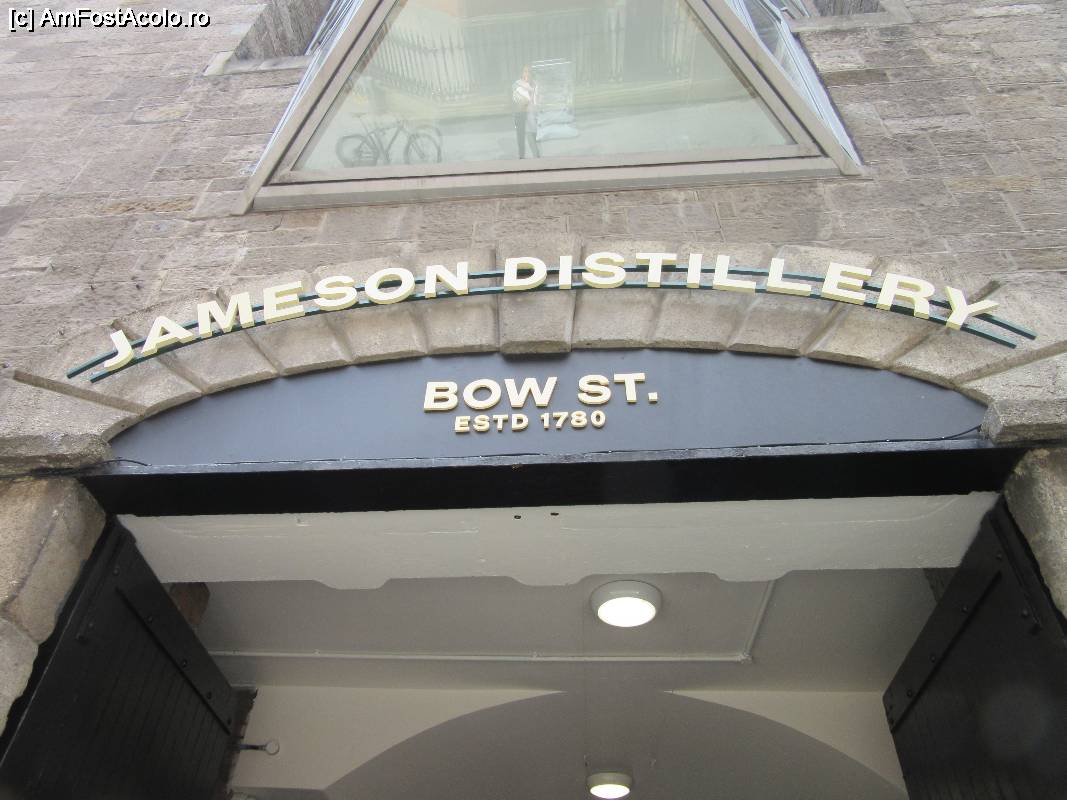 [c] AmFostAcolo.ro
JAMESON DISTILLERY
BOW ST.
ESTD 1780